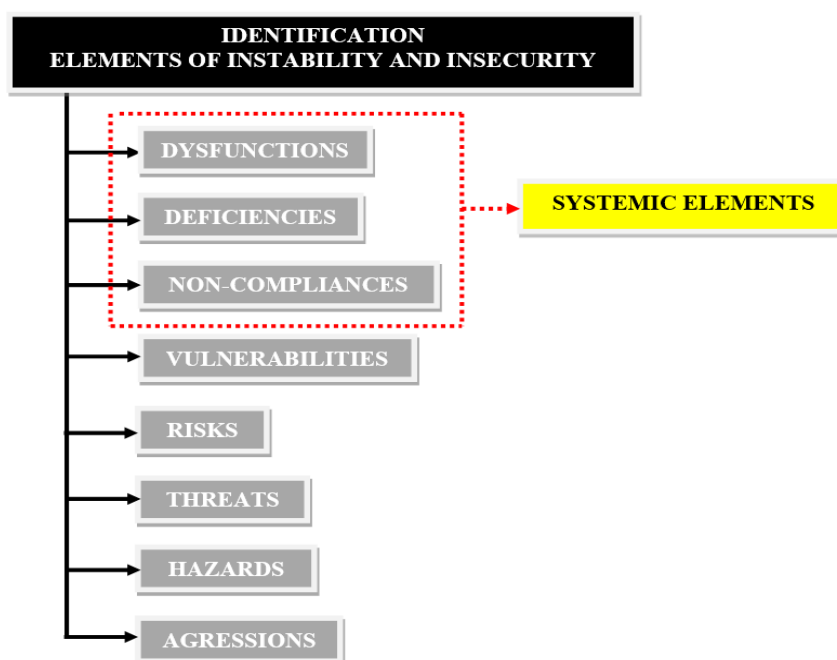 IDENTIFICATION
ELEMENTS OF INSTABILITY AND INSECURITY
DYSFUNCTIONS
DEFICIENCIES
SYSTEMIC ELEMENTS
NON-COMPLIANCES
VULNERABILITIES
RISKS
THREATS
HAZARDS
AGRESSIONS